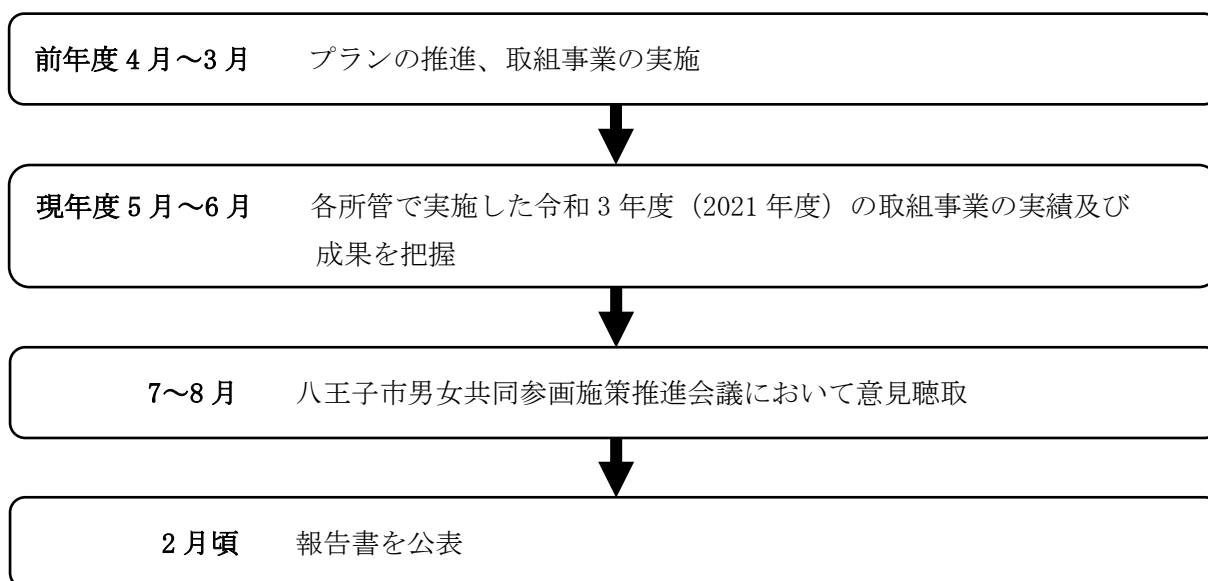 前年度 4 月～3 月 プランの推進、取組事業の実施
現年度 5 月～6 月 各所管で実施した令和 3 年度（2021 年度）の取組事業の実績及び
成果を把握
7～8 月 八王子市男女共同参画施策推進会議において意見聴取
2 月頃 報告書を公表